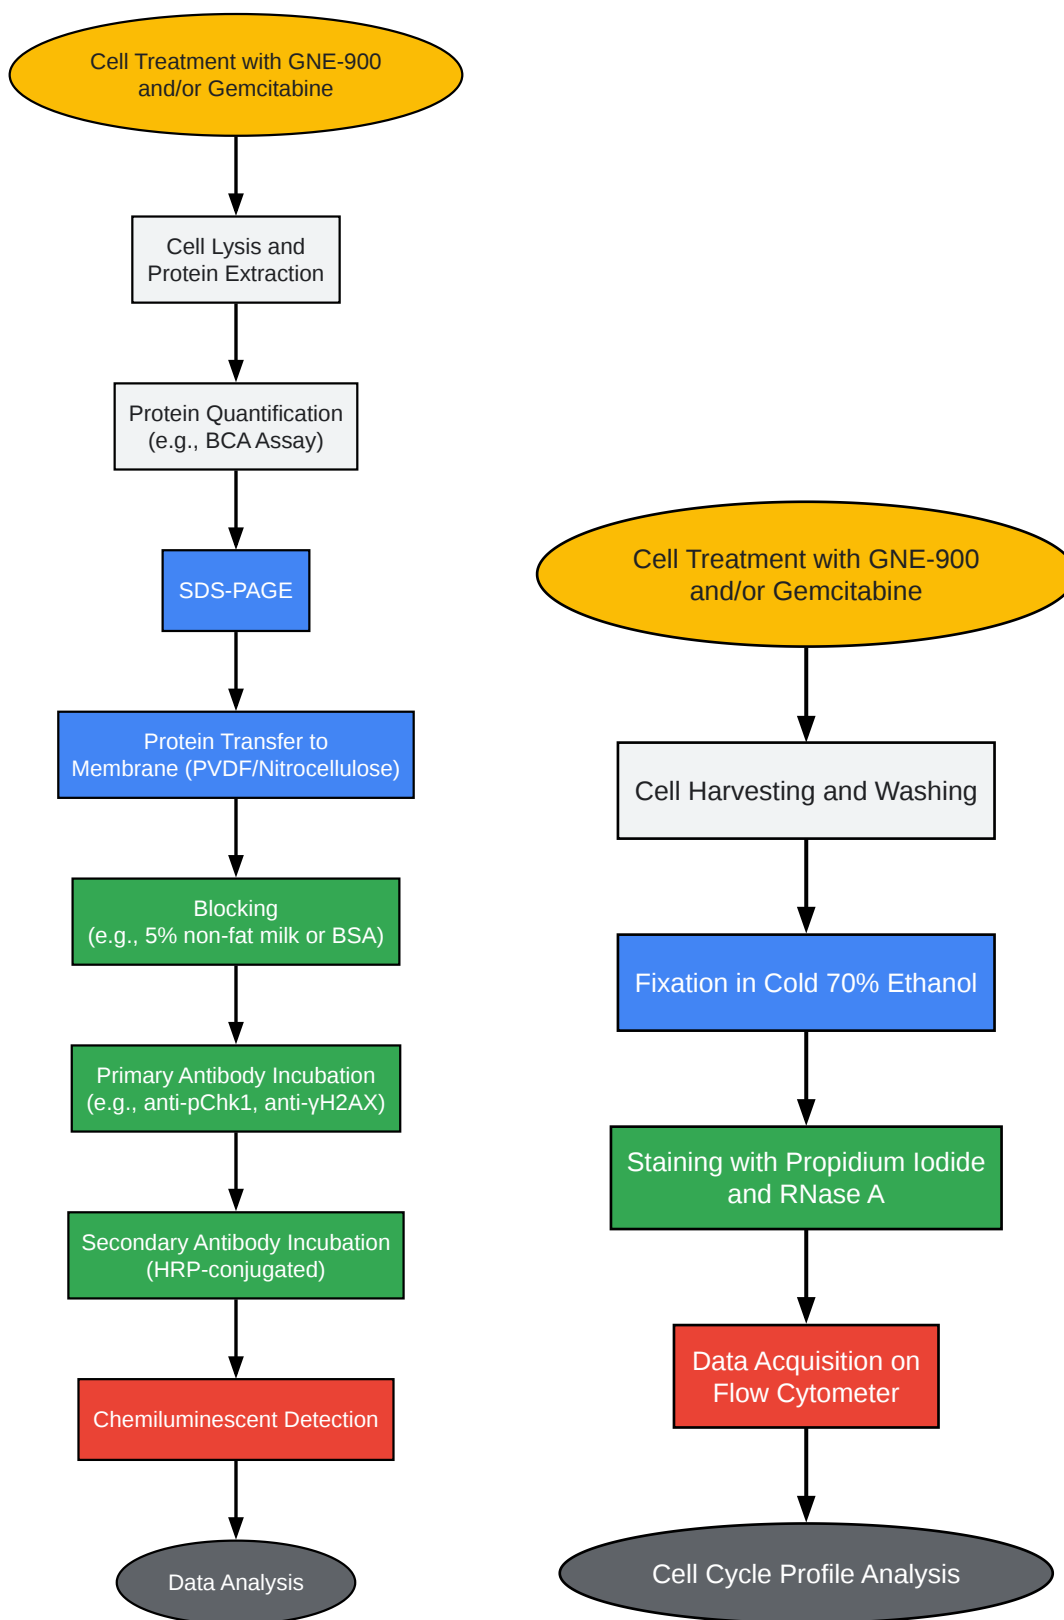 Cell Treatment with GNE-900
and/or Gemcitabine
Cell Lysis and
Protein Extraction
Protein Quantification
(e.g., BCA Assay)
SDS-PAGE
Protein Transfer to
Membrane (PVDF/Nitrocellulose)
Blocking
(e.g., 5% non-fat milk or BSA)
Primary Antibody Incubation
(e.g., anti-pChk1, anti-γH2AX)
Secondary Antibody Incubation
(HRP-conjugated)
Chemiluminescent Detection
Data Analysis
Cell Treatment with GNE-900
and/or Gemcitabine
Cell Harvesting and Washing
Fixation in Cold 70% Ethanol
Staining with Propidium Iodide
and RNase A
Data Acquisition on
Flow Cytometer
Cell Cycle Profile Analysis